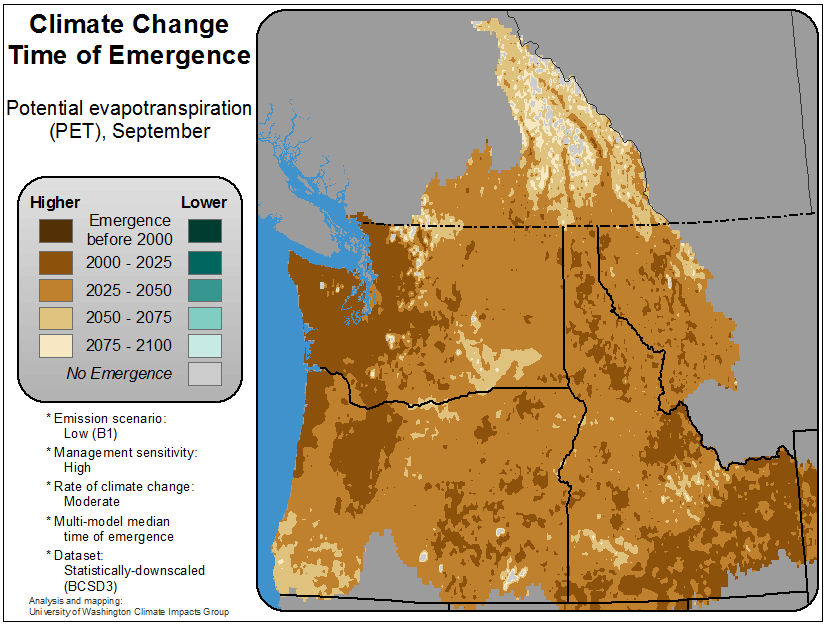 Climate Change
Time of Emergence
Potential evapotranspiration
(PET), September
Higher Lower
Emergence
before 2000
2000 - 2025
2025 - 2050
2050 - 2075
2075 - 2100
No Emergence
* Emission scenario:
Low (B1)
* Management sensitivity:
High
* Rate of climate change:
Moderate
* Multi-model median
time of emergence
* Dataset:
Statistically-downscaled
(BCSD3)
Analysis and mapping:
University of Washington Climate Impacts Group